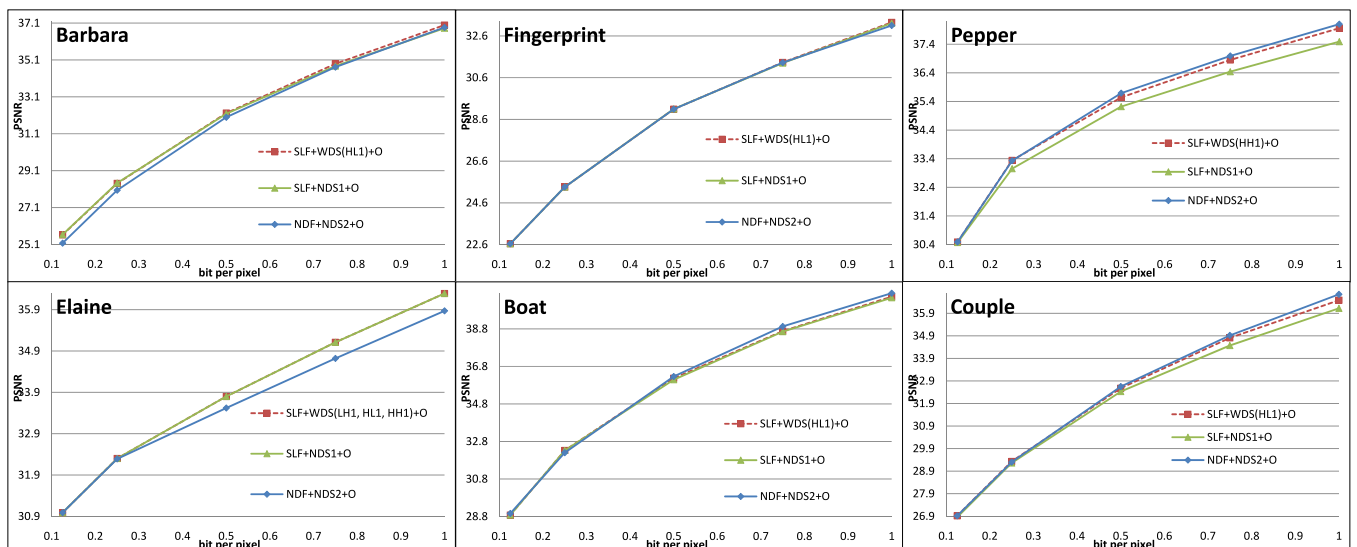 Barbara
PSNR
37.1
35.1
33.1
31.1
29.1
27.1
25.1
SLF+WDS(HL1)+O
SLF+NDS1+O
NDF+NDS2+O
0.1 0.2 0.3 0.4 0.5 0.6 0.7 0.8 0.9 1
bit per pixel
Fingerprint
PSNR
32.6
30.6
28.6
26.6
24.6
22.6
SLF+WDS(HL1)+O
SLF+NDS1+O
NDF+NDS2+O
0.1 0.2 0.3 0.4 0.5 0.6 0.7 0.8 0.9 1
bit per pixel
Pepper
PSNR
37.4
36.4
35.4
34.4
33.4
32.4
31.4
30.4
SLF+WDS(HH1)+O
SLF+NDS1+O
NDF+NDS2+O
0.1 0.2 0.3 0.4 0.5 0.6 0.7 0.8 0.9 1
bit per pixel
Elaine
PSNR
35.9
34.9
33.9
32.9
31.9
30.9
SLF+WDS(LH1, HL1, HH1)+O
SLF+NDS1+O
NDF+NDS2+O
0.1 0.2 0.3 0.4 0.5 0.6 0.7 0.8 0.9 1
bit per pixel
Boat
PSNR
38.8
36.8
34.8
32.8
30.8
28.8
SLF+WDS(HL1)+O
SLF+NDS1+O
NDF+NDS2+O
0.1 0.2 0.3 0.4 0.5 0.6 0.7 0.8 0.9 1
bit per pixel
Couple
PSNR
35.9
34.9
33.9
32.9
31.9
30.9
29.9
28.9
27.9
26.9
SLF+WDS(HL1)+O
SLF+NDS1+O
NDF+NDS2+O
0.1 0.2 0.3 0.4 0.5 0.6 0.7 0.8 0.9 1
bit per pixel